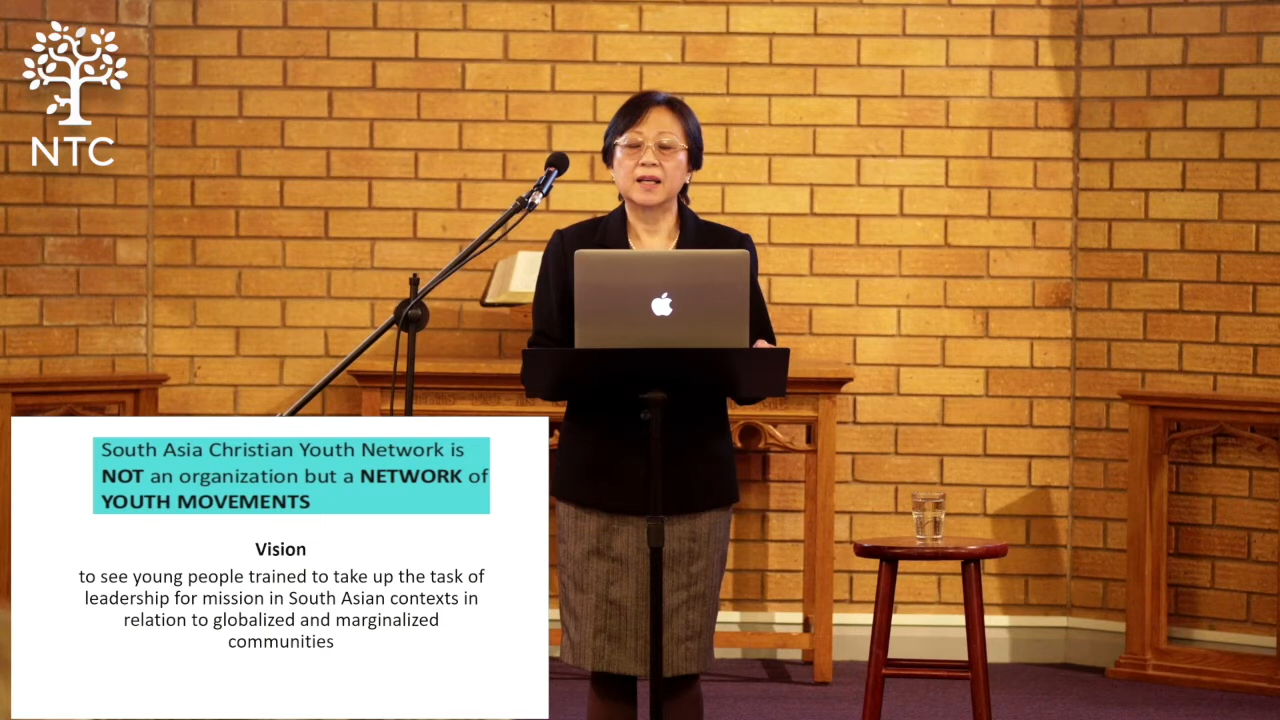 NTC
South Asia Christian Youth Network is
NOT an organization but a NETWORK of
YOUTH MOVEMENTS
Vision
to see young people trained to take up the task of
leadership for mission in South Asian contexts in
relation to globalized and marginalized
communities